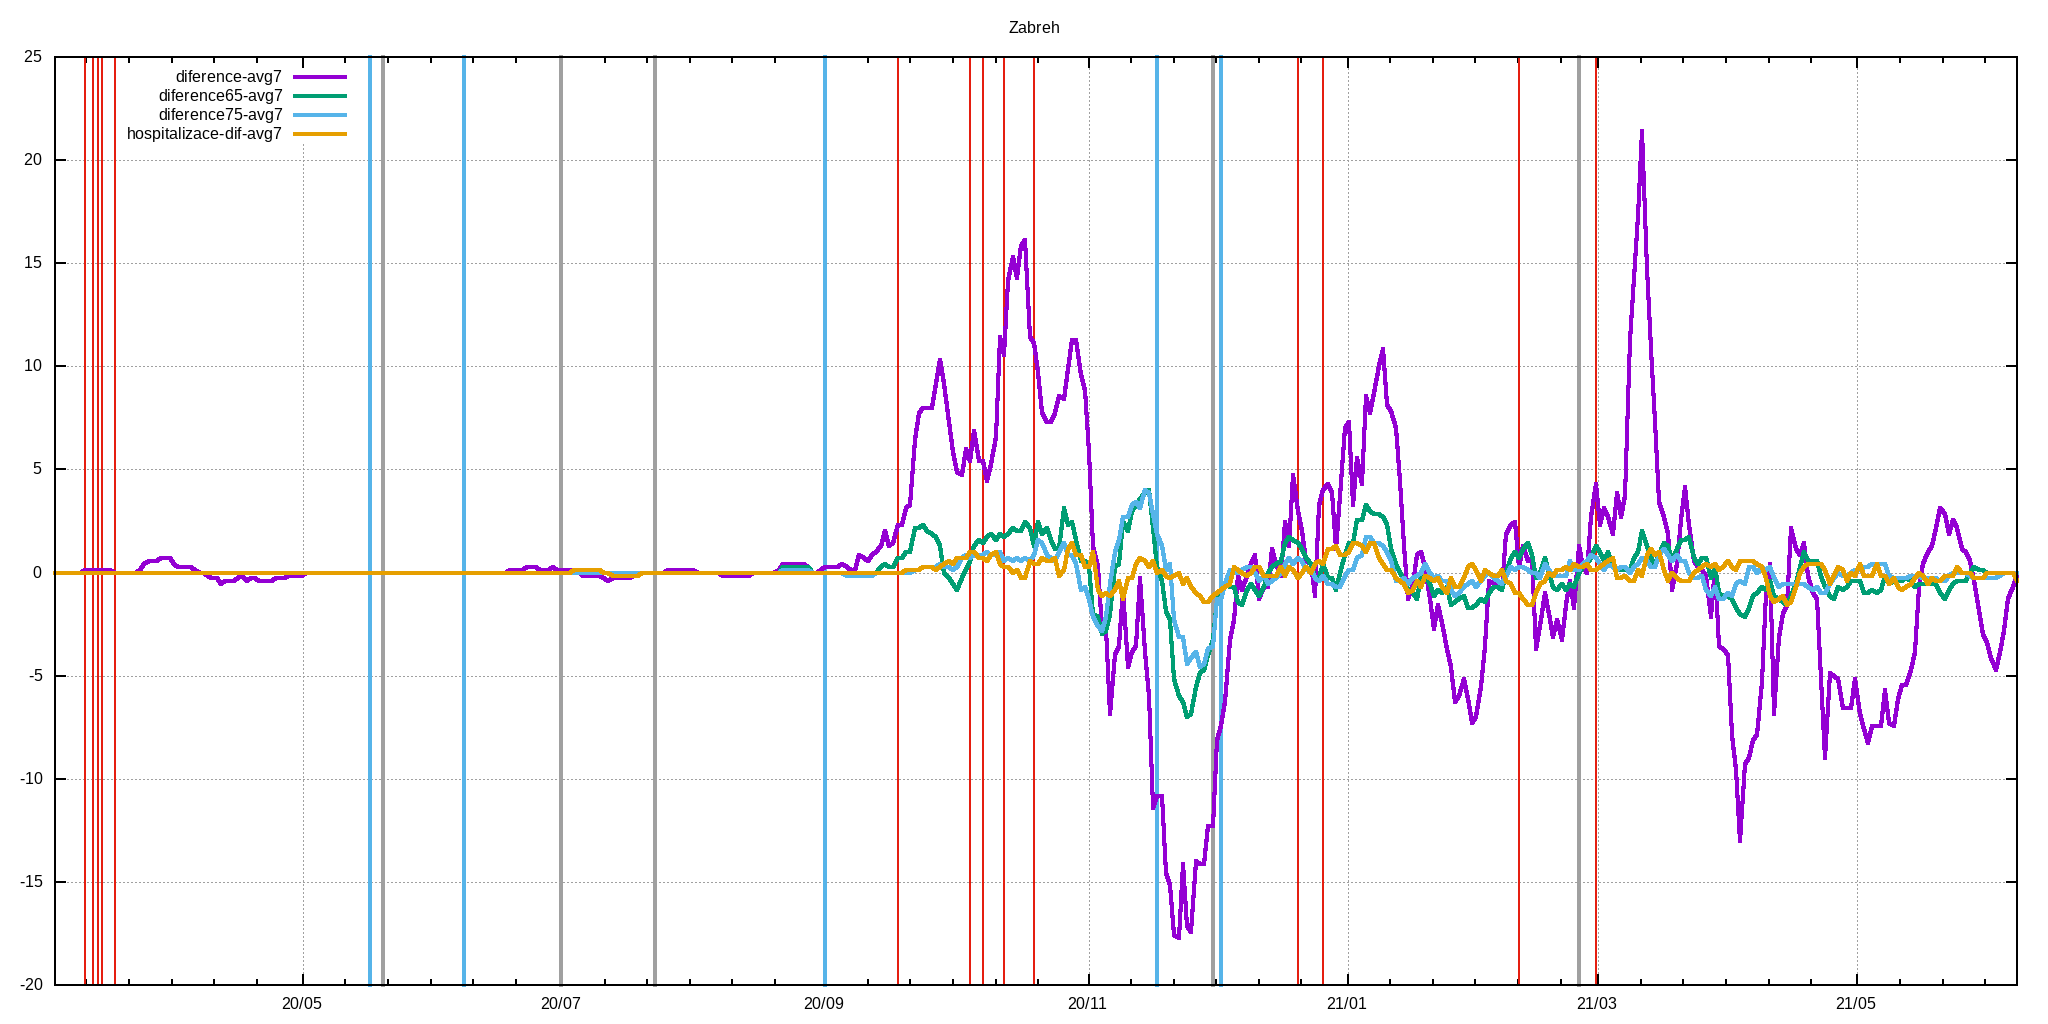 Zabreh
25
20
15
10
5
0
-5
-10
-15
-20
diference-avg7
diference65-avg7
diference75-avg7
hospitalizace-dif-avg7
20/05 20/07 20/09 20/11 21/01 21/03 21/05